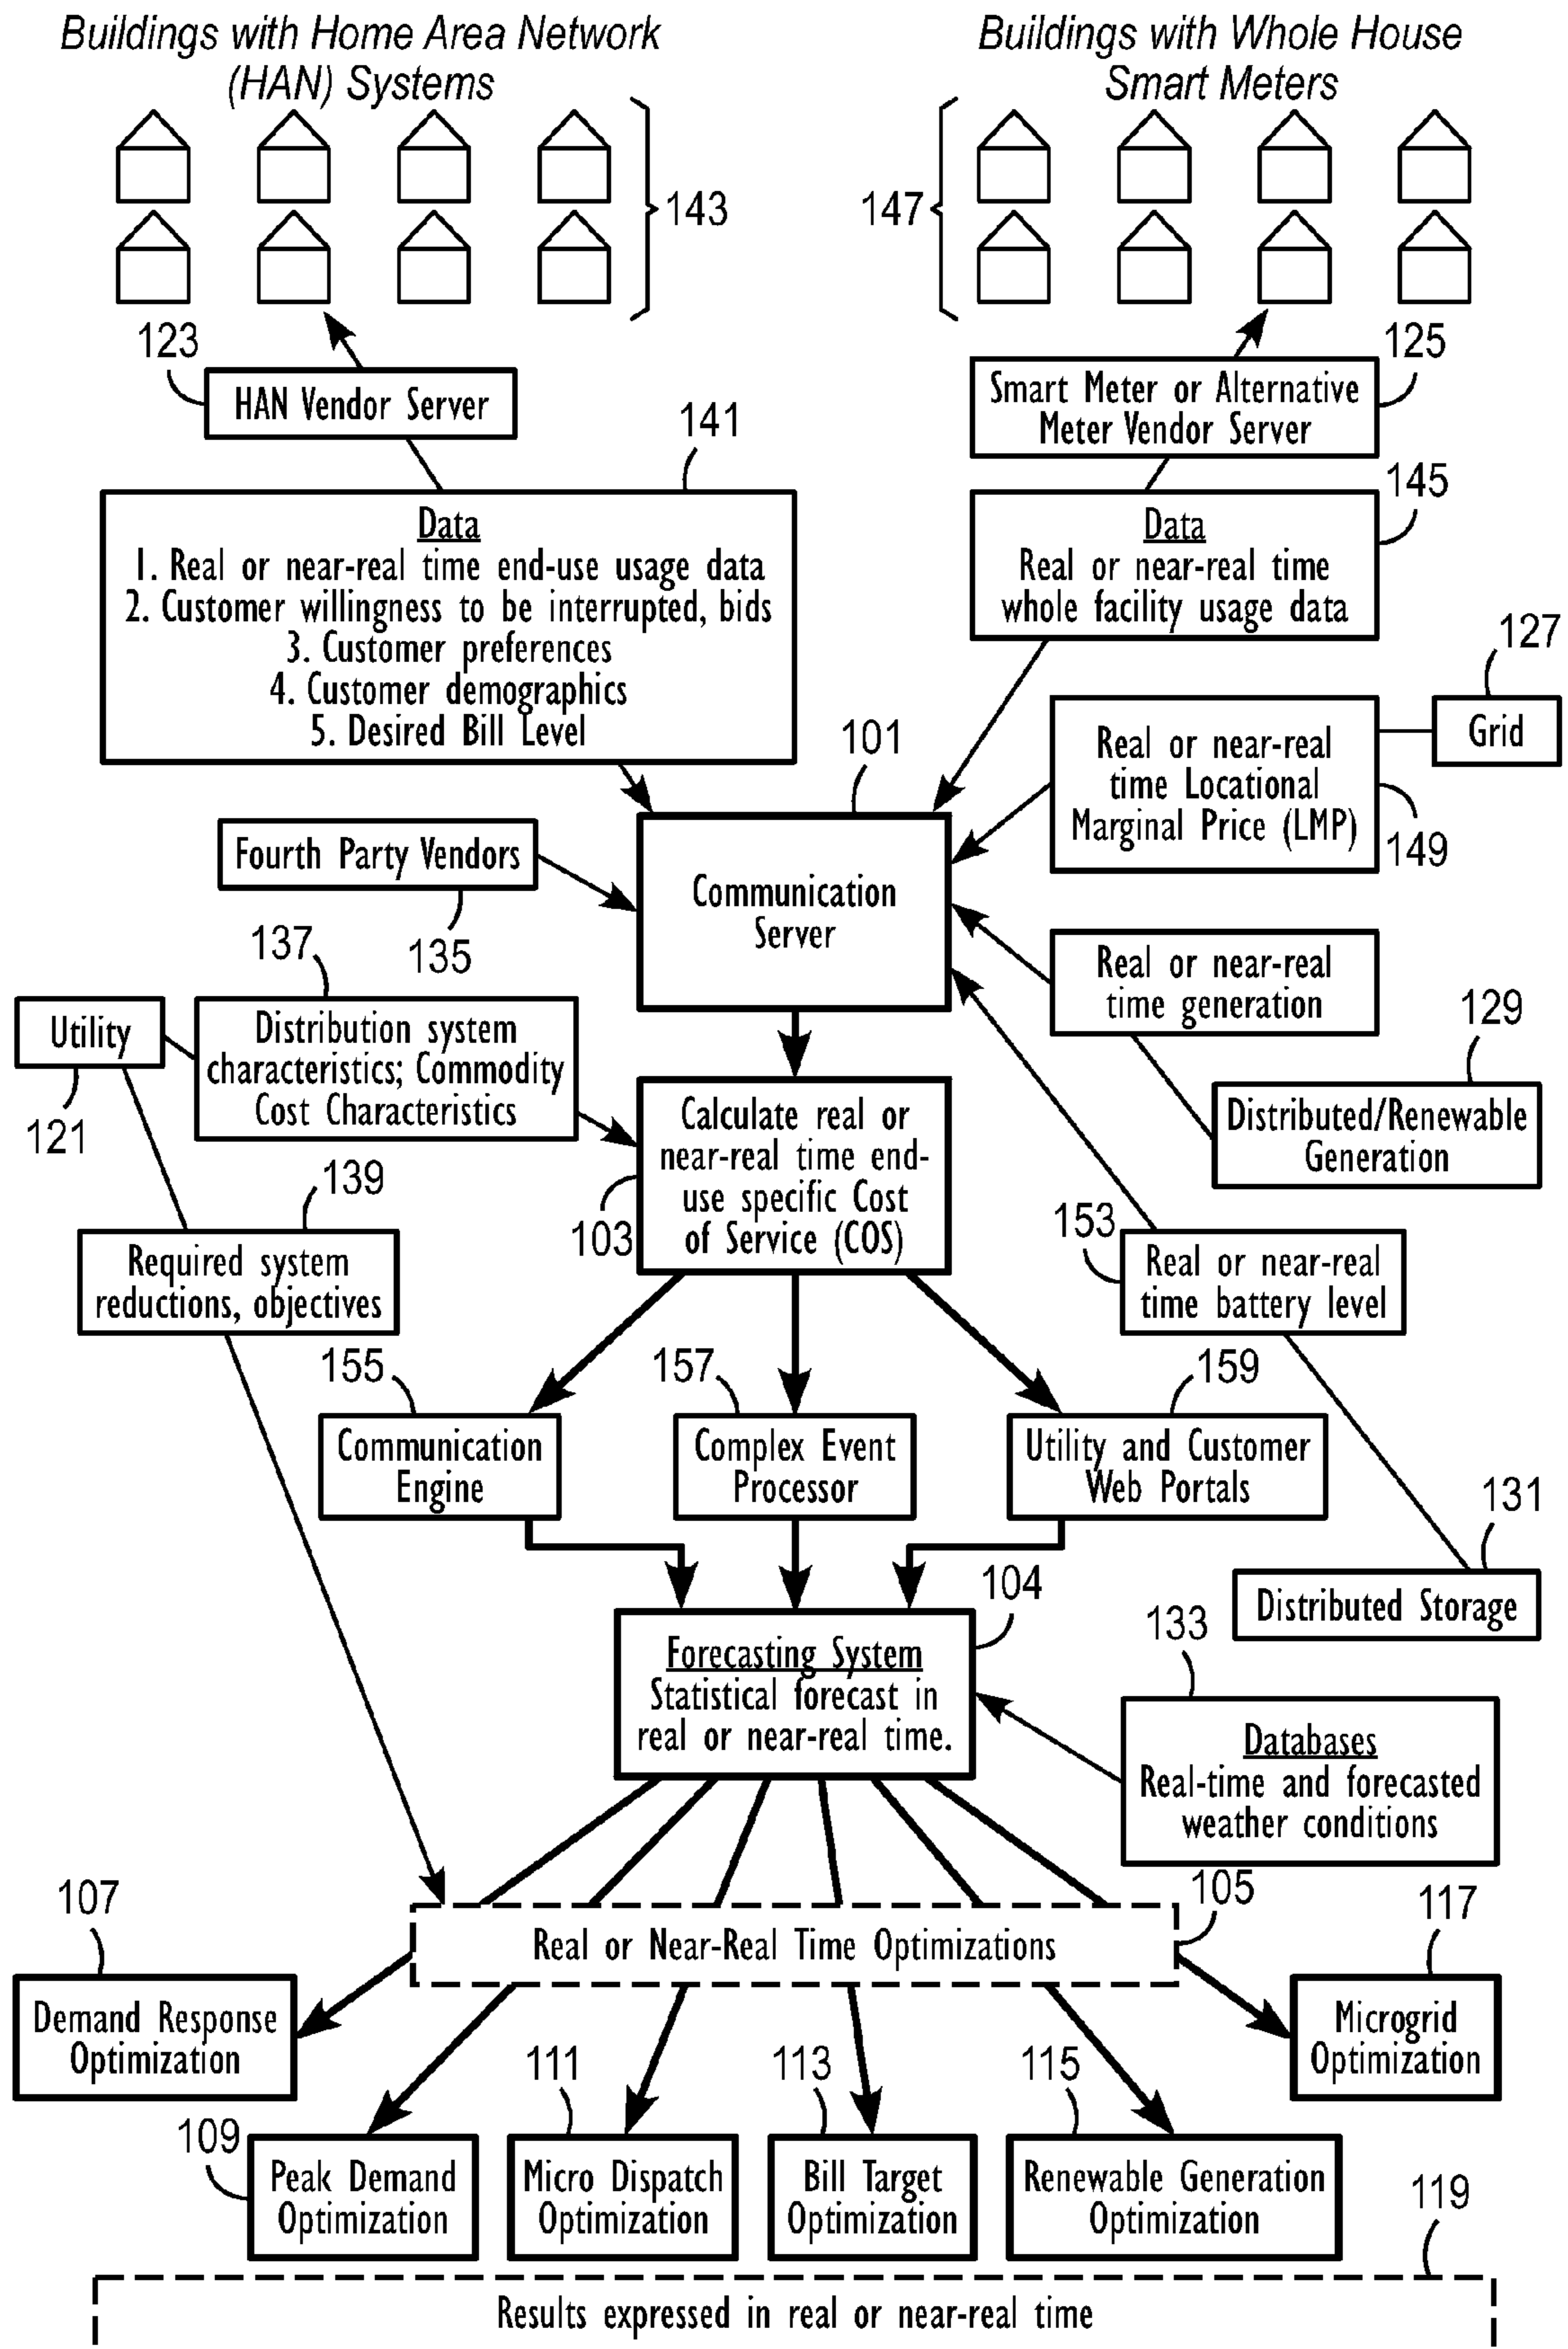 Buildings with Home Area Network
(HAN) Systems
Buildings with Whole House
Smart Meters
143
147
123
HAN Vendor Server
125
Smart Meter or Alternative
Meter Vendor Server
141
Data
1. Real or near-real time end-use usage data
2. Customer willingness to be interrupted, bids
3. Customer preferences
4. Customer demographics
5. Desired Bill Level
145
Data
Real or near-real time
whole facility usage data
127
Grid
Real or near-real
time Locational
Marginal Price (LMP)
149
101
Communication
Server
Fourth Party Vendors
135
137
Utility
121
Distribution system
characteristics; Commodity
Cost Characteristics
Real or near-real
time generation
129
Distributed/Renewable
Generation
Calculate real or
near-real time end-
use specific Cost
of Service (COS)
103
139
Required system
reductions, objectives
153
Real or near-real
time battery level
155
Communication
Engine
157
Complex Event
Processor
159
Utility and Customer
Web Portals
131
Distributed Storage
104
Forecasting System
Statistical forecast in
real or near-real time.
133
Databases
Real-time and forecasted
weather conditions
105
Real or Near-Real Time Optimizations
107
Demand Response
Optimization
117
Microgrid
Optimization
109
Peak Demand
Optimization
111
Micro Dispatch
Optimization
113
Bill Target
Optimization
115
Renewable Generation
Optimization
119
Results expressed in real or near-real time